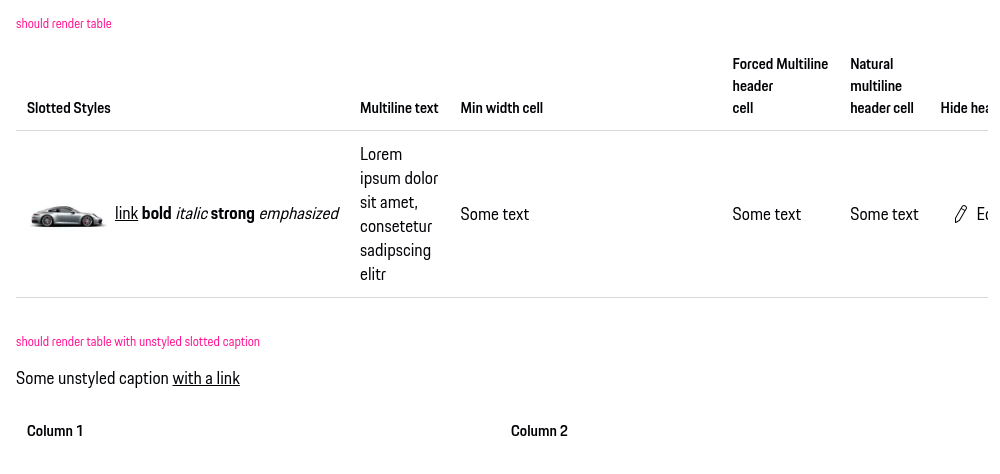 should render table
Forced Multiline Natural
header multiline
Slotted Styles Multiline text Min width cell cell header cell Hide hea
Lorem
ipsum dolor
sit amet,
link bold italic strong emphasized consetetur Some text Some text Some text
sadipscing
elitr
should render table with unstyled slotted caption
Some unstyled caption with a link
Column 1 Column 2